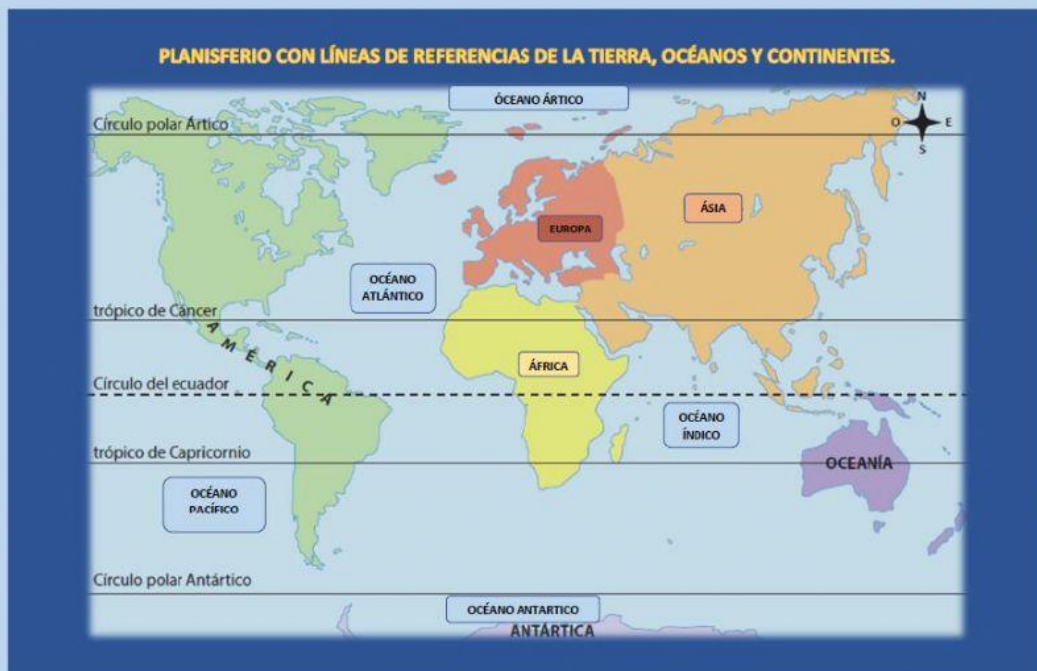 PLANISFERIO CON LÍNEAS DE REFERENCIAS DE LA TIERRA, OCÉANOS Y CONTINENTES.
ÓCEANO ÁRTICO
N
O
E
S
Círculo polar Ártico
ÁSIA
EUROPA
OCÉANO
ATLÁNTICO
trópico de Cáncer
AMÉRICA
ÁFRICA
Círculo del ecuador
OCÉANO
ÍNDICO
trópico de Capricornio
OCEANÍA
OCÉANO
PACÍFICO
Círculo polar Antártico
OCÉANO ANTARTICO
ANTÁRTICA